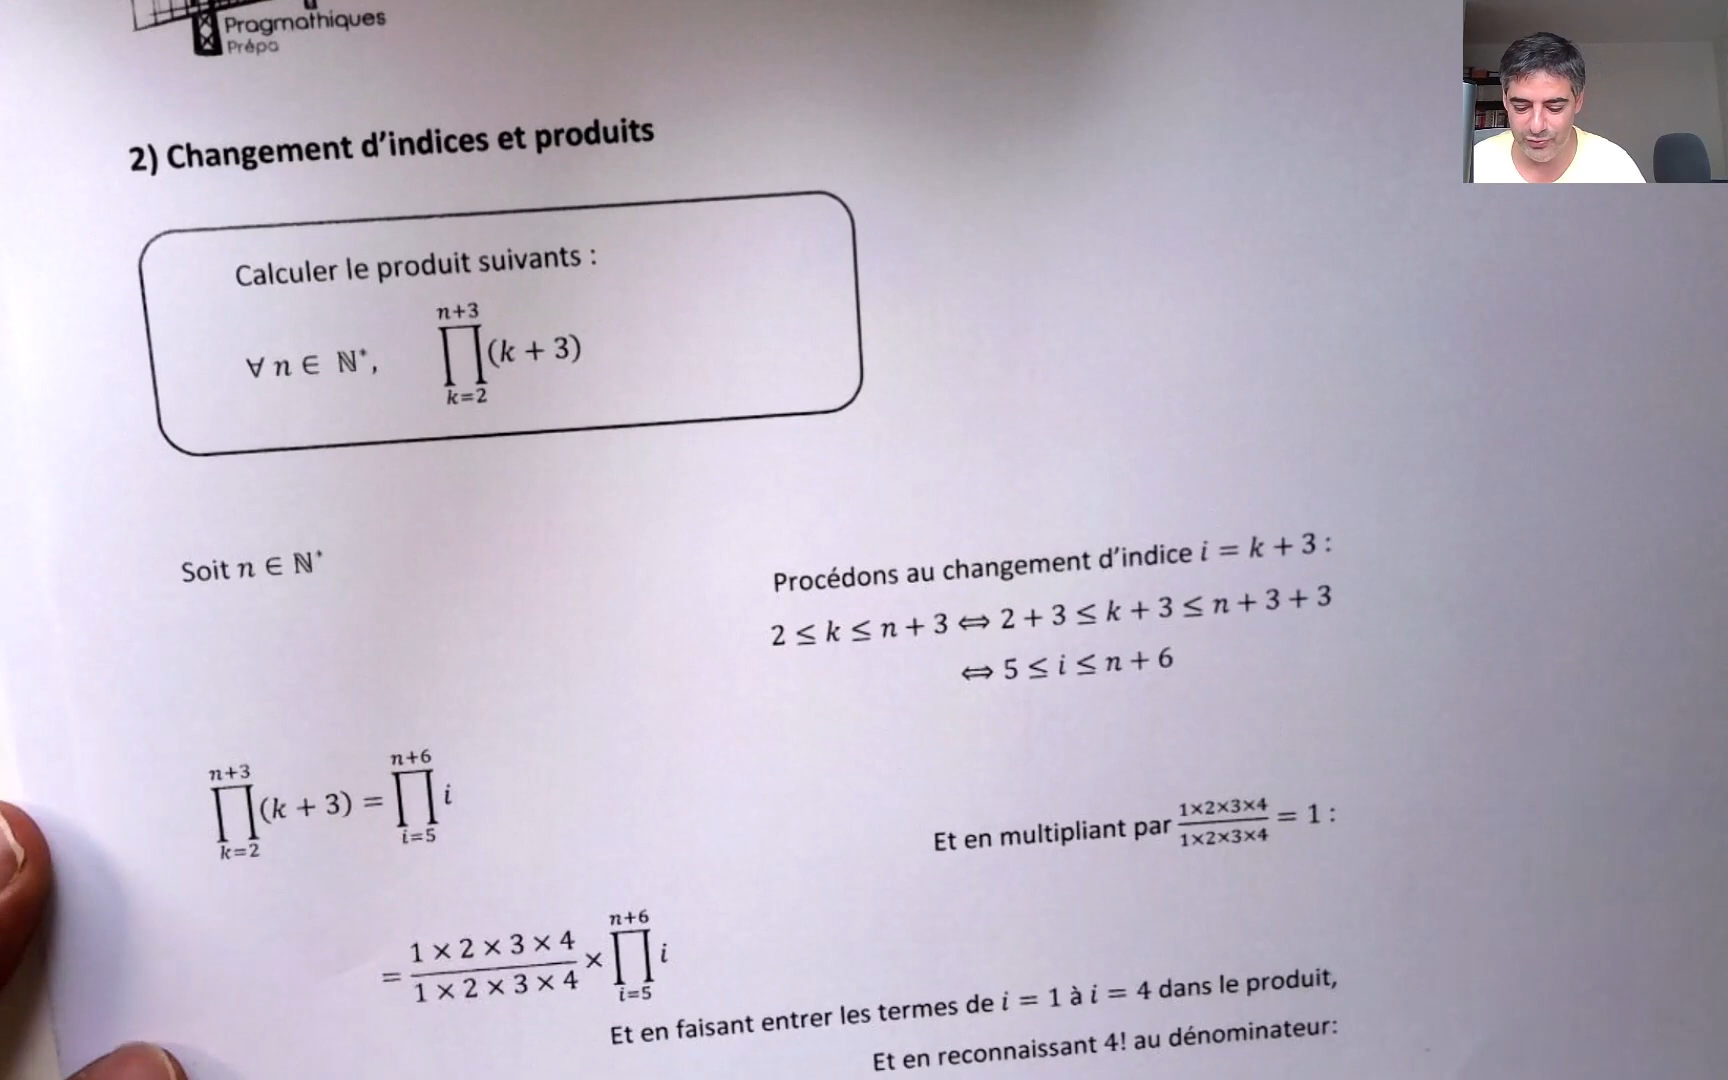 Pragmathiques
Prépa
2) Changement d'indices et produits
Calculer le produit suivants :
∀ n ∈ ℕ*, ∏_{k=2}^{n+3} (k + 3)
Soit n ∈ ℕ*
Procédons au changement d'indice i = k + 3 :
2 ≤ k ≤ n + 3 ⟺ 2 + 3 ≤ k + 3 ≤ n + 3 + 3
⟺ 5 ≤ i ≤ n + 6
∏_{k=2}^{n+3} (k + 3) = ∏_{i=5}^{n+6} i
Et en multipliant par \frac{1×2×3×4}{1×2×3×4} = 1 :
= \frac{1 × 2 × 3 × 4}{1 × 2 × 3 × 4} × ∏_{i=5}^{n+6} i
Et en faisant entrer les termes de i = 1 à i = 4 dans le produit,
Et en reconnaissant 4! au dénominateur: